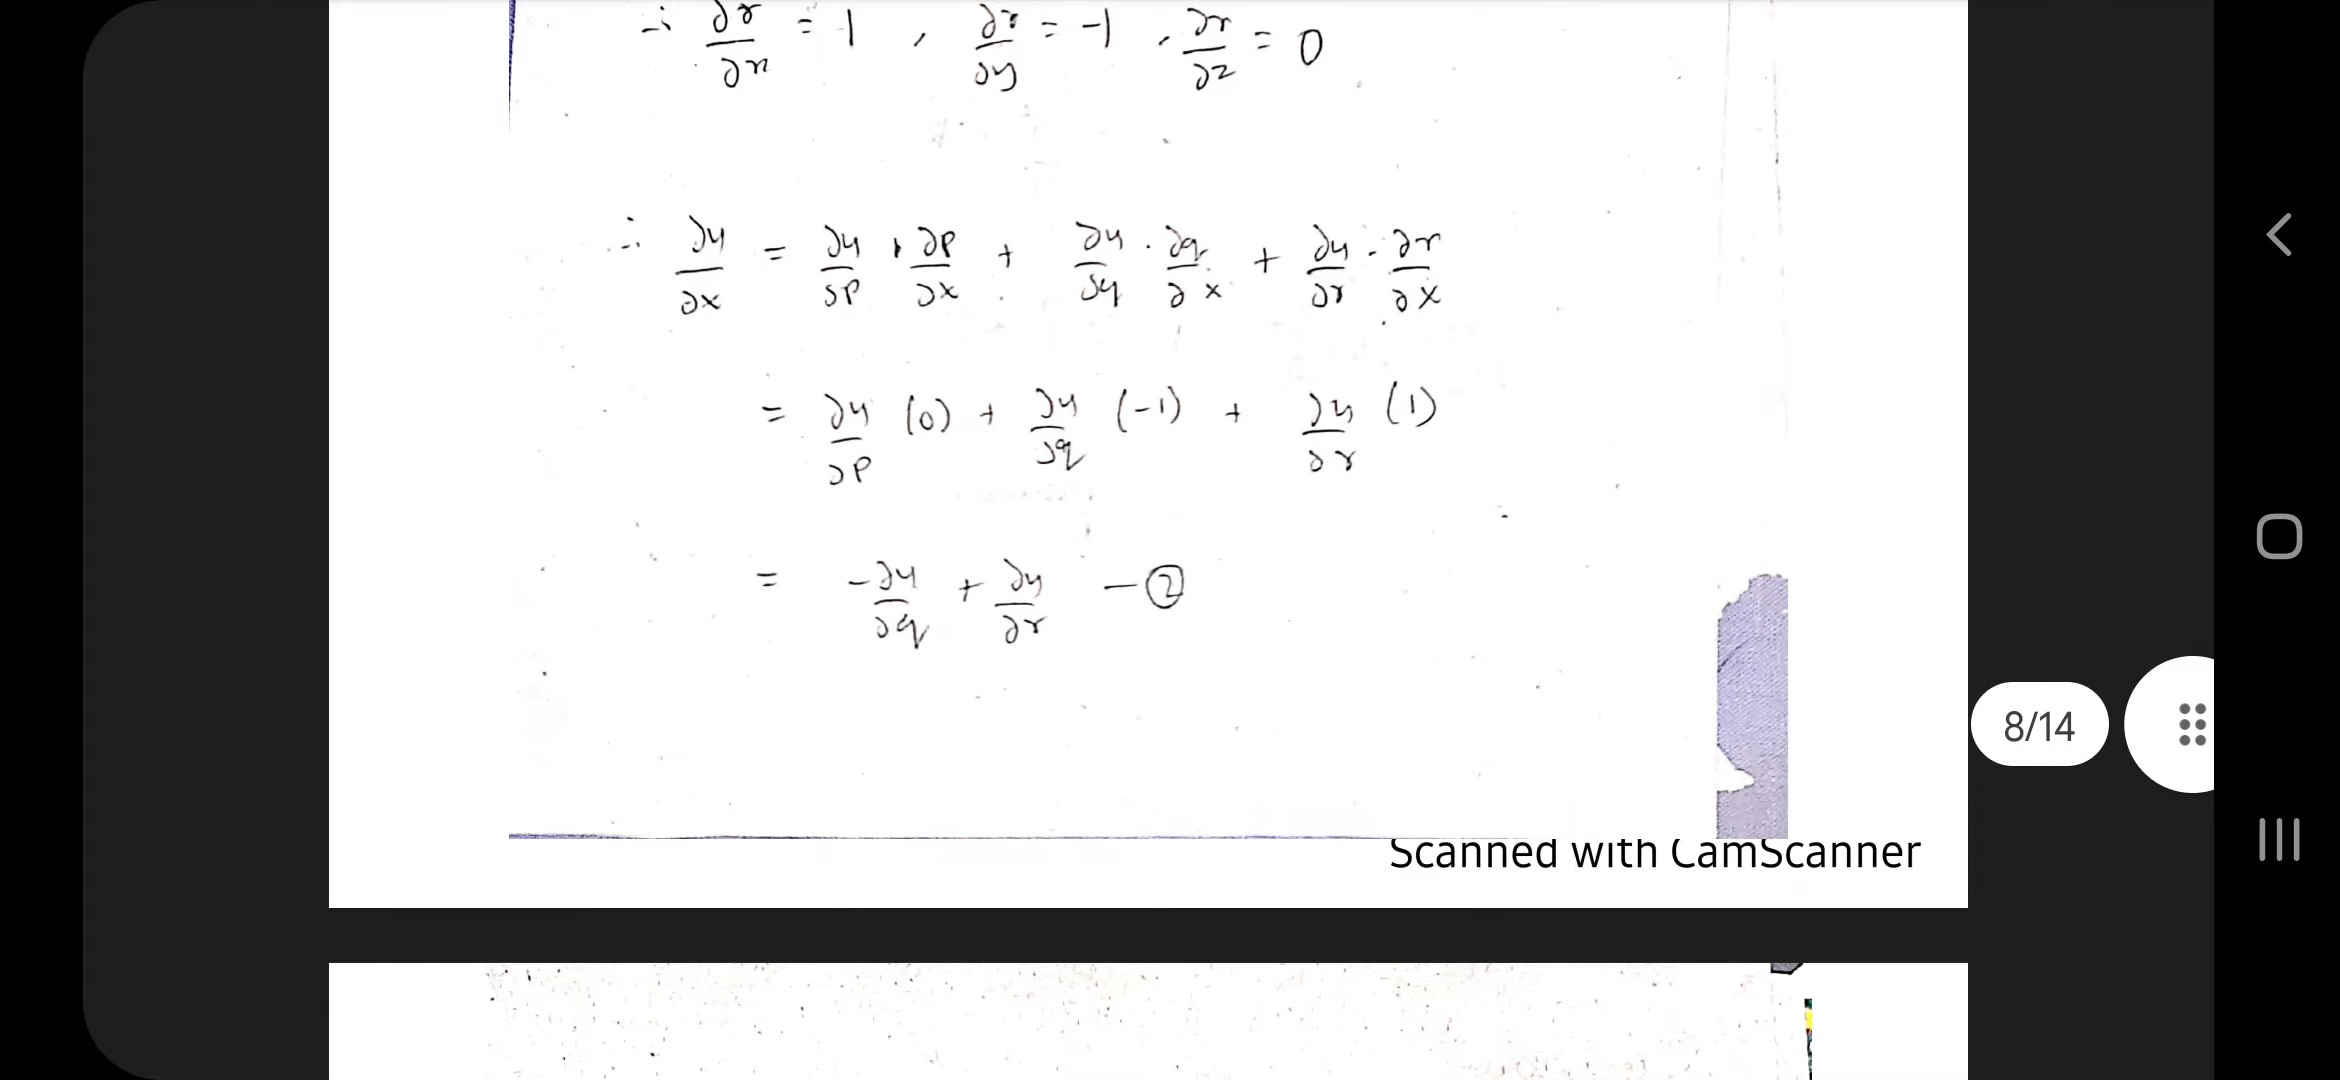 ∴ ∂r/∂x = 1 , ∂r/∂y = -1 , ∂r/∂z = 0
∴ ∂u/∂x = ∂u/∂p · ∂p/∂x + ∂u/∂q · ∂q/∂x + ∂u/∂r · ∂r/∂x
= ∂u/∂p (0) + ∂u/∂q (-1) + ∂u/∂r (1)
= -∂u/∂q + ∂u/∂r — ②
8/14
Scanned with CamScanner